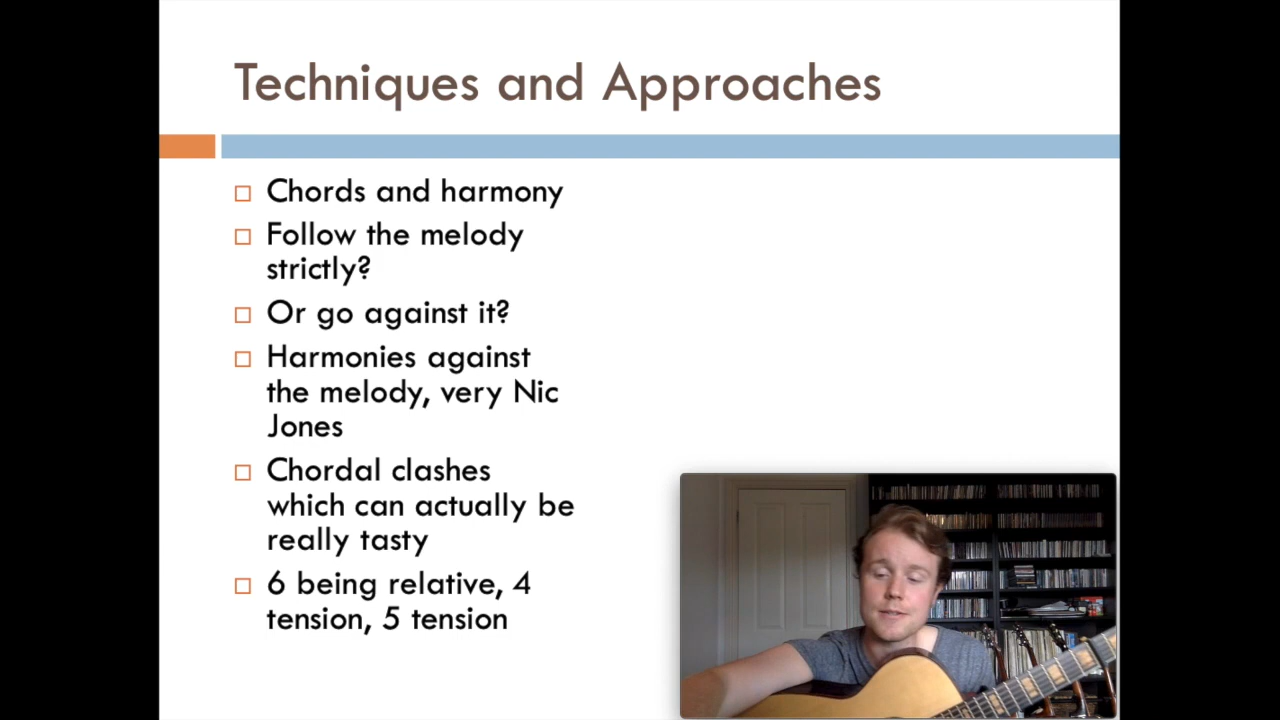 Techniques and Approaches
Chords and harmony
Follow the melody
strictly?
Or go against it?
Harmonies against
the melody, very Nic
Jones
Chordal clashes
which can actually be
really tasty
6 being relative, 4
tension, 5 tension